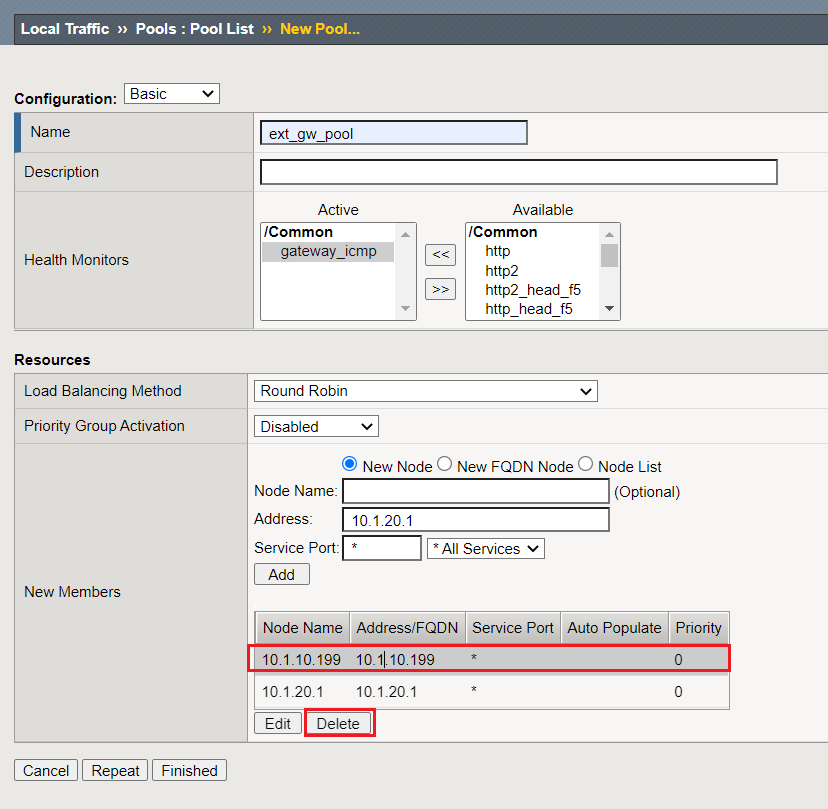 Local Traffic ›› Pools : Pool List ›› New Pool...
Configuration: Basic
Name ext_gw_pool
Description
Active Available
/Common /Common
gateway_icmp << http
Health Monitors http2
>> http2_head_f5
http_head_f5
Resources
Load Balancing Method Round Robin
Priority Group Activation Disabled
New Node New FQDN Node Node List
Node Name: (Optional)
Address: 10.1.20.1
Service Port: * * All Services
Add
New Members
Node Name Address/FQDN Service Port Auto Populate Priority
10.1.10.199 10.1.10.199 * 0
10.1.20.1 10.1.20.1 * 0
Edit Delete
Cancel Repeat Finished